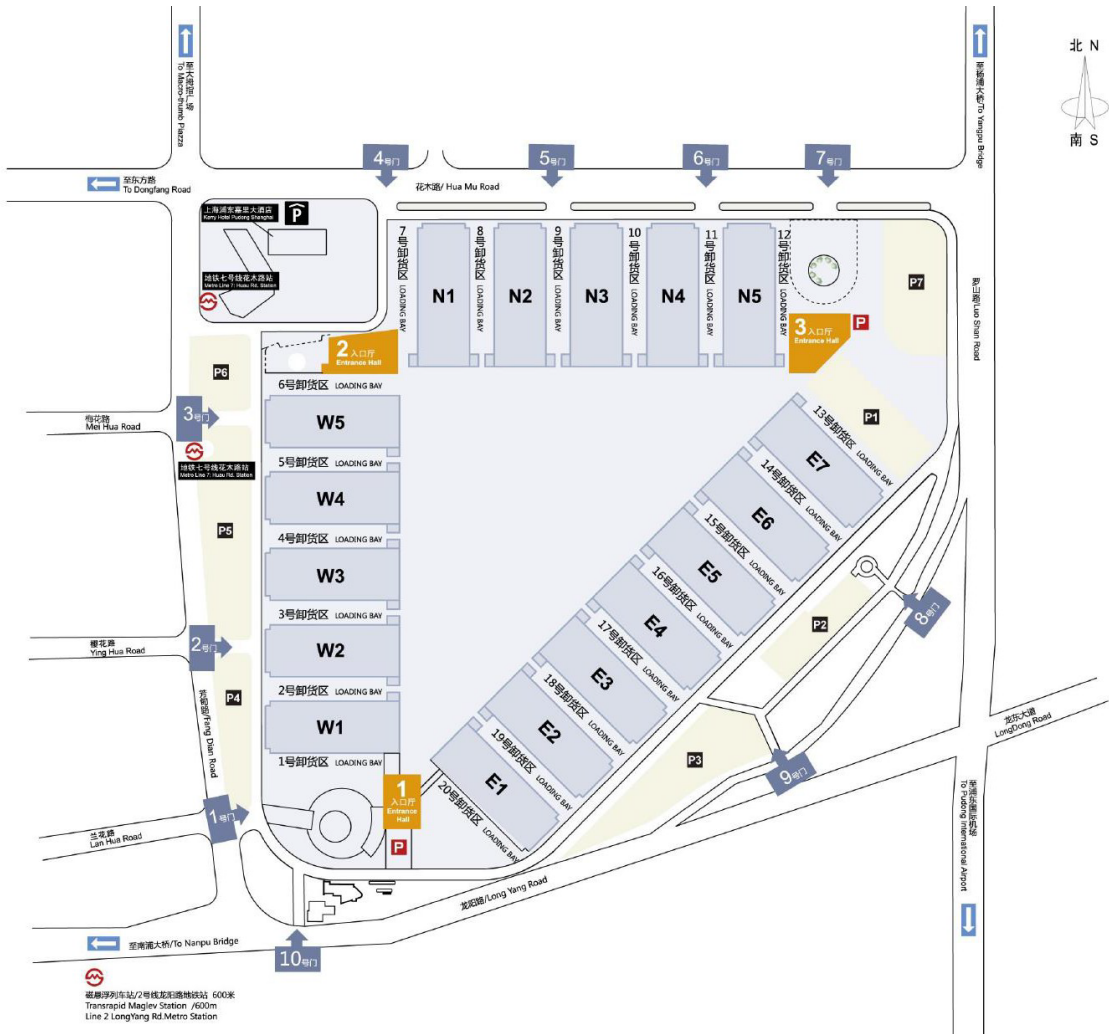 北 N
南 S
至大拇指广场
To Macro-thumb Plazza
至杨浦大桥/To Yangpu Bridge
4号门
5号门
6号门
7号门
至东方路
To Dongfang Road
花木路/ Hua Mu Road
上海浦东嘉里大酒店
Kerry Hotel Pudong Shanghai
P
地铁七号线花木路站
7号卸货区 LOADING BAY
N1
8号卸货区 LOADING BAY
N2
9号卸货区 LOADING BAY
N3
10号卸货区 LOADING BAY
N4
11号卸货区 LOADING BAY
N5
12号卸货区 LOADING BAY
P7
罗山路/Luo Shan Road
2 入口厅
Entrance Hall
3 入口厅
Entrance Hall
P
P6
6号卸货区 LOADING BAY
3号门
梅花路
Mei Hua Road
地铁七号线花木路站
W5
5号卸货区 LOADING BAY
W4
4号卸货区 LOADING BAY
W3
3号卸货区 LOADING BAY
W2
2号卸货区 LOADING BAY
W1
1号卸货区 LOADING BAY
P5
2号门
樱花路
Ying Hua Road
P4
芳甸路/Fang Dian Road
1号门
兰花路
Lan Hua Road
1
入口厅
Entrance
Hall
P
P1
13号卸货区 LOADING BAY
E7
14号卸货区 LOADING BAY
E6
15号卸货区 LOADING BAY
E5
16号卸货区 LOADING BAY
E4
17号卸货区 LOADING BAY
E3
18号卸货区 LOADING BAY
E2
19号卸货区 LOADING BAY
E1
20号卸货区 LOADING BAY
P2
8号门
P3
9号门
龙东大道
LongDong Road
至浦东国际机场
To Pudong International Airport
龙阳路/Long Yang Road
至南浦大桥/To Nanpu Bridge
10号门
磁悬浮列车站/2号线龙阳路地铁站 600米
Transrapid Maglev Station /600m
Line 2 LongYang Rd.Metro Station